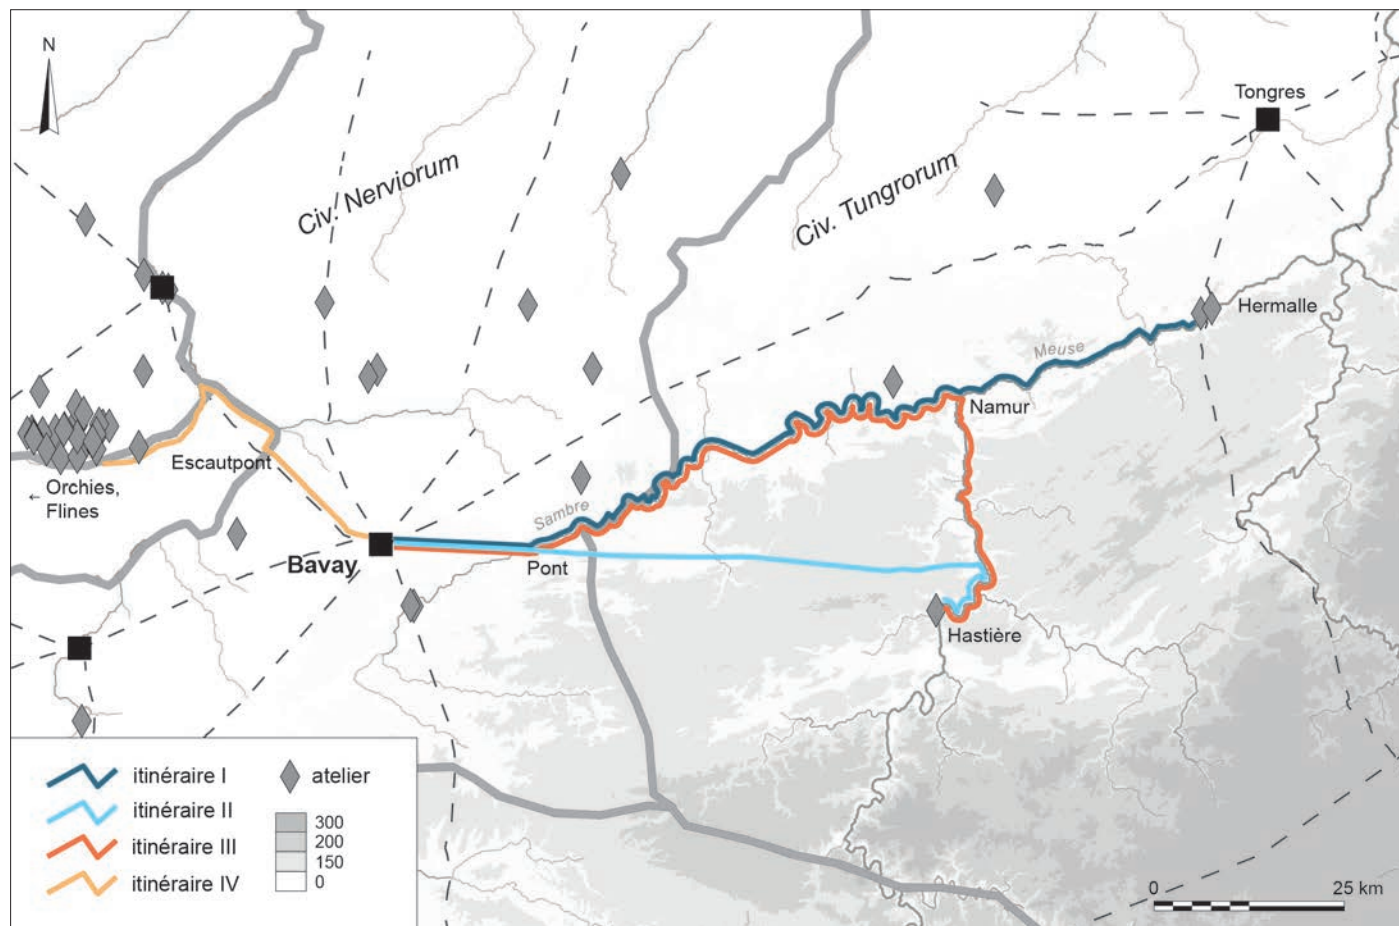 N
Tongres
Civ. Nerviorum
Civ. Tungrorum
Hermalle
Meuse
Namur
Escautpont
← Orchies,
Flines
Sambre
Bavay
Pont
Hastière
itinéraire I
itinéraire II
itinéraire III
itinéraire IV
atelier
300
200
150
0
0
25 km